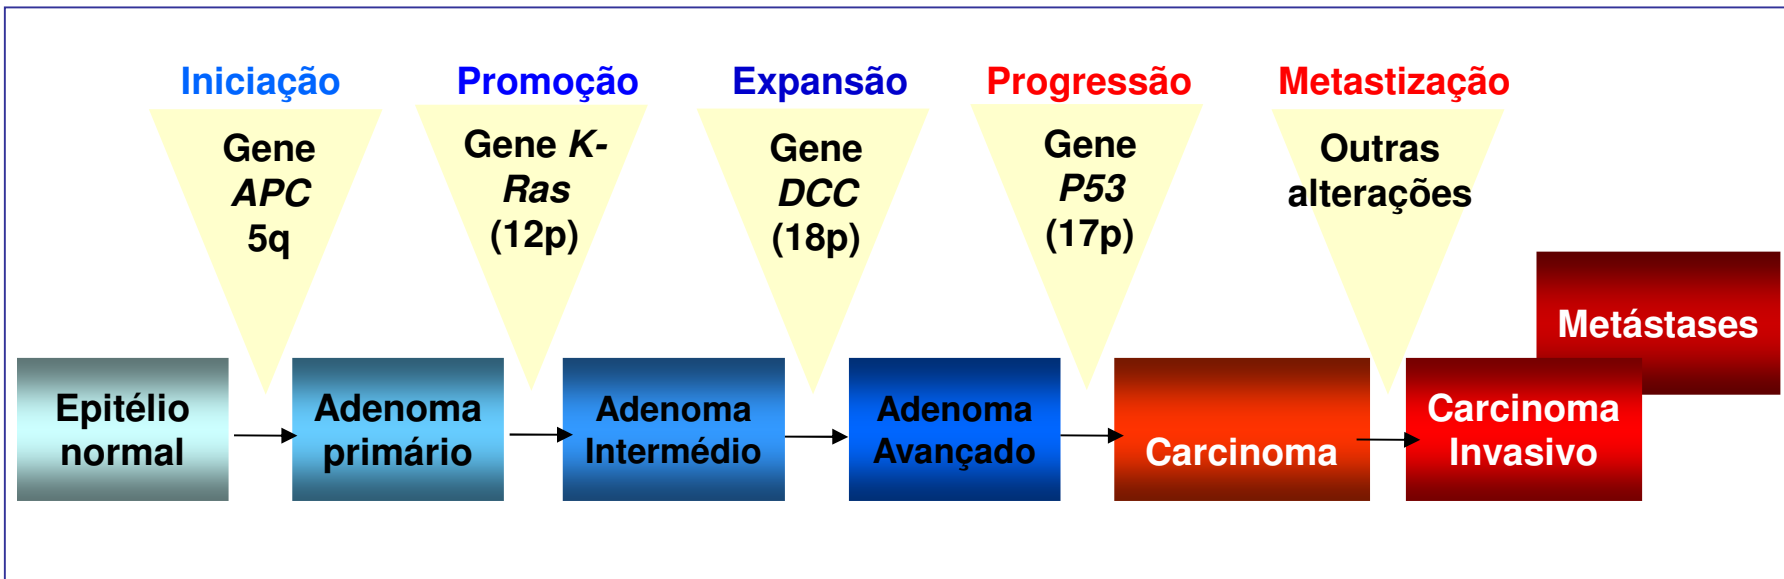 Iniciação
Promoção
Expansão
Progressão
Metastização
Gene
APC
5q
Gene K-
Ras
(12p)
Gene
DCC
(18p)
Gene
P53
(17p)
Outras
alterações
Epitélio
normal
Adenoma
primário
Adenoma
Intermédio
Adenoma
Avançado
Carcinoma
Carcinoma
Invasivo
Metástases